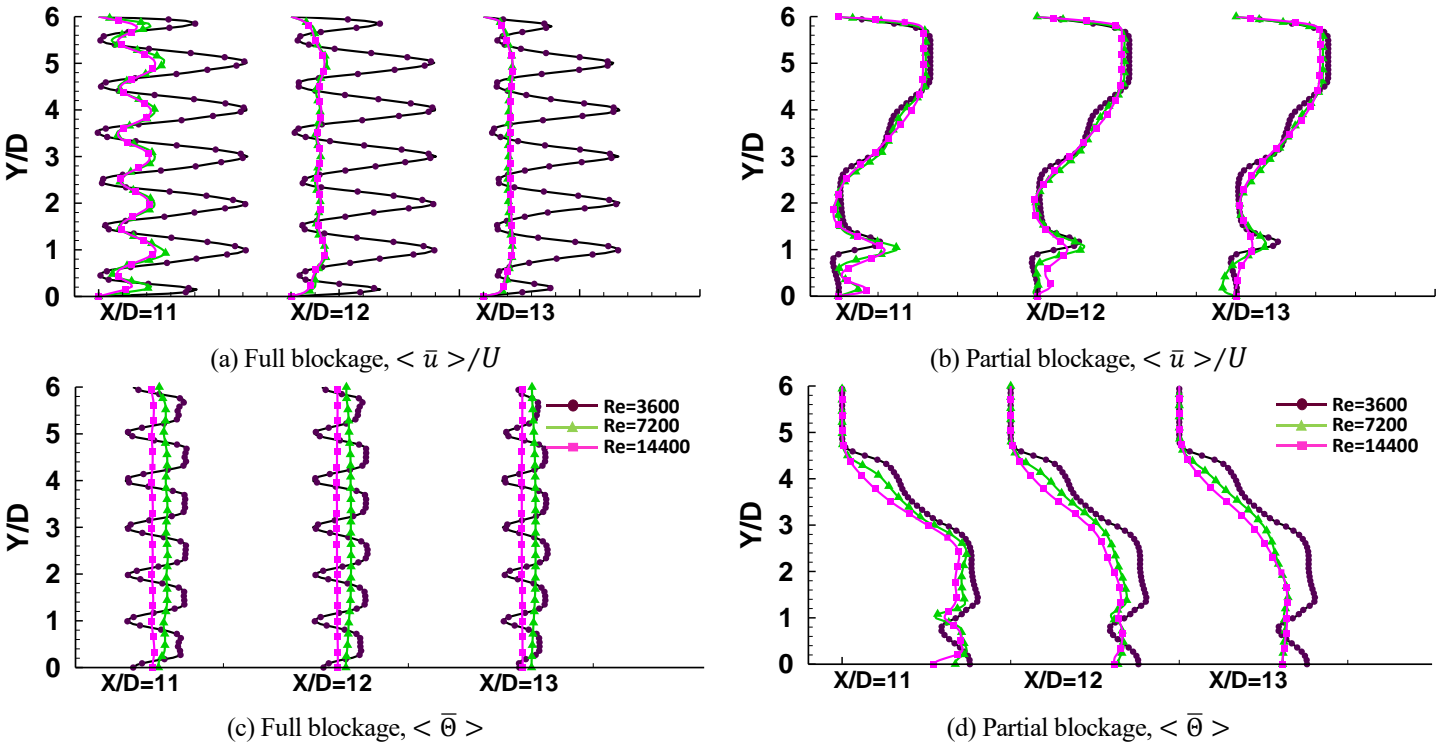 6
5
4
3
2
1
0
Y/D
X/D=11 X/D=12 X/D=13
(a) Full blockage, < u̅ >/U
6
5
4
3
2
1
0
Y/D
X/D=11 X/D=12 X/D=13
(b) Partial blockage, < u̅ >/U
6
5
4
3
2
1
0
Y/D
Re=3600
Re=7200
Re=14400
X/D=11 X/D=12 X/D=13
(c) Full blockage, < Θ̅ >
6
5
4
3
2
1
0
Y/D
Re=3600
Re=7200
Re=14400
X/D=11 X/D=12 X/D=13
(d) Partial blockage, < Θ̅ >